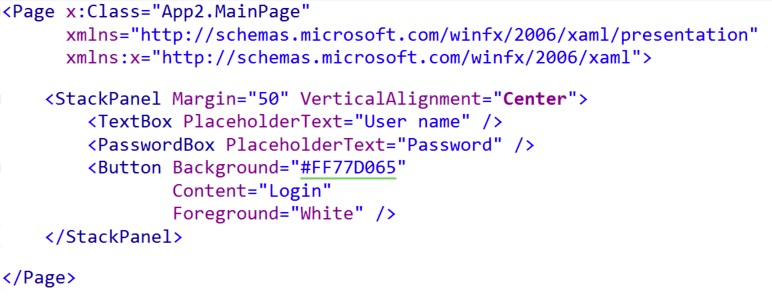 <Page x:Class="App2.MainPage"
xmlns="http://schemas.microsoft.com/winfx/2006/xaml/presentation"
xmlns:x="http://schemas.microsoft.com/winfx/2006/xaml">
<StackPanel Margin="50" VerticalAlignment="Center">
<TextBox PlaceholderText="User name" />
<PasswordBox PlaceholderText="Password" />
<Button Background="#FF77D065"
Content="Login"
Foreground="White" />
</StackPanel>
</Page>